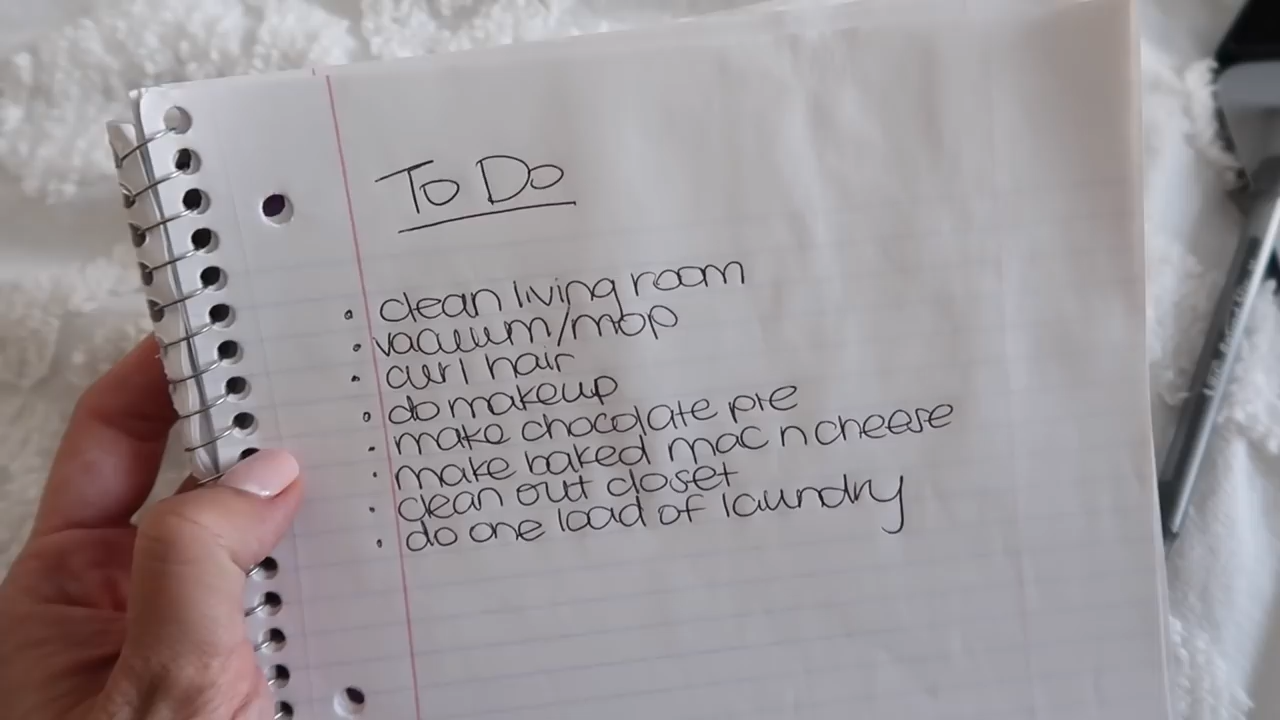 To Do
• clean living room
• vacuum/mop
• curl hair
• do makeup
• make chocolate pie
• make baked mac n cheese
• clean out closet
• do one load of laundry